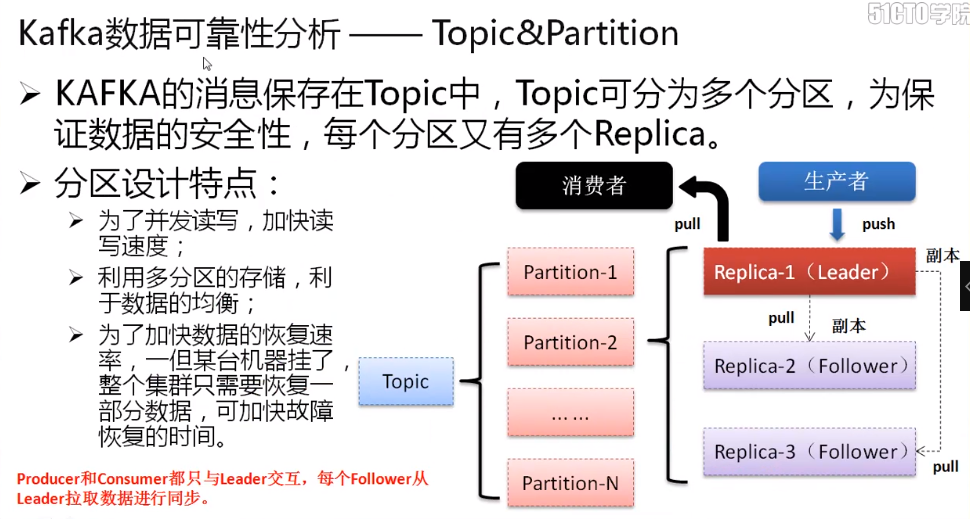 51CTO学院
Kafka数据可靠性分析 —— Topic&Partition
KAFKA的消息保存在Topic中，Topic可分为多个分区，为保
证数据的安全性，每个分区又有多个Replica。
分区设计特点：
为了并发读写，加快读
写速度；
利用多分区的存储，利
于数据的均衡；
为了加快数据的恢复速
率，一但某台机器挂了，
整个集群只需要恢复一
部分数据，可加快故障
恢复的时间。
Producer和Consumer都只与Leader交互，每个Follower从
Leader拉取数据进行同步。
消费者
生产者
pull
push
Topic
Partition-1
Partition-2
... ...
Partition-N
Replica-1（Leader）
副本
pull
副本
Replica-2（Follower）
Replica-3（Follower）
pull